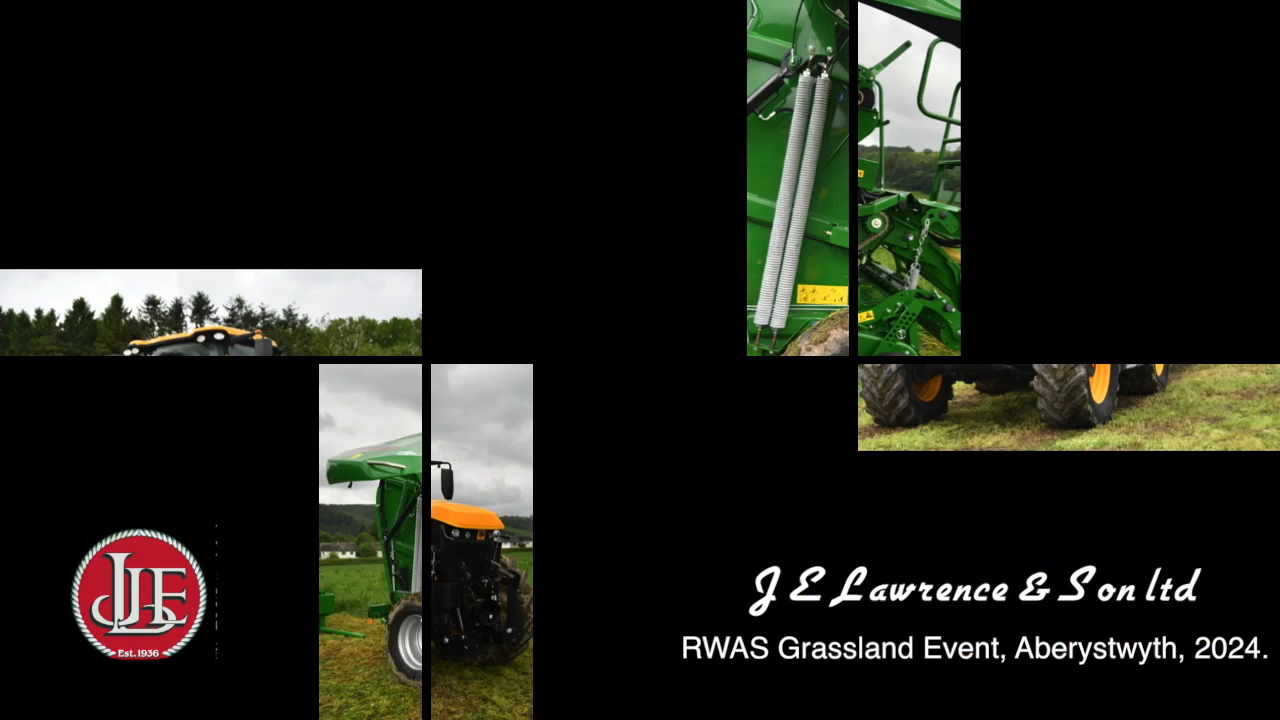 JLE
Est. 1936
J E Lawrence & Son ltd
RWAS Grassland Event, Aberystwyth, 2024.